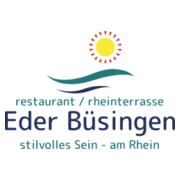 restaurant / rheinterrasse
Eder Büsingen
stilvolles Sein - am Rhein